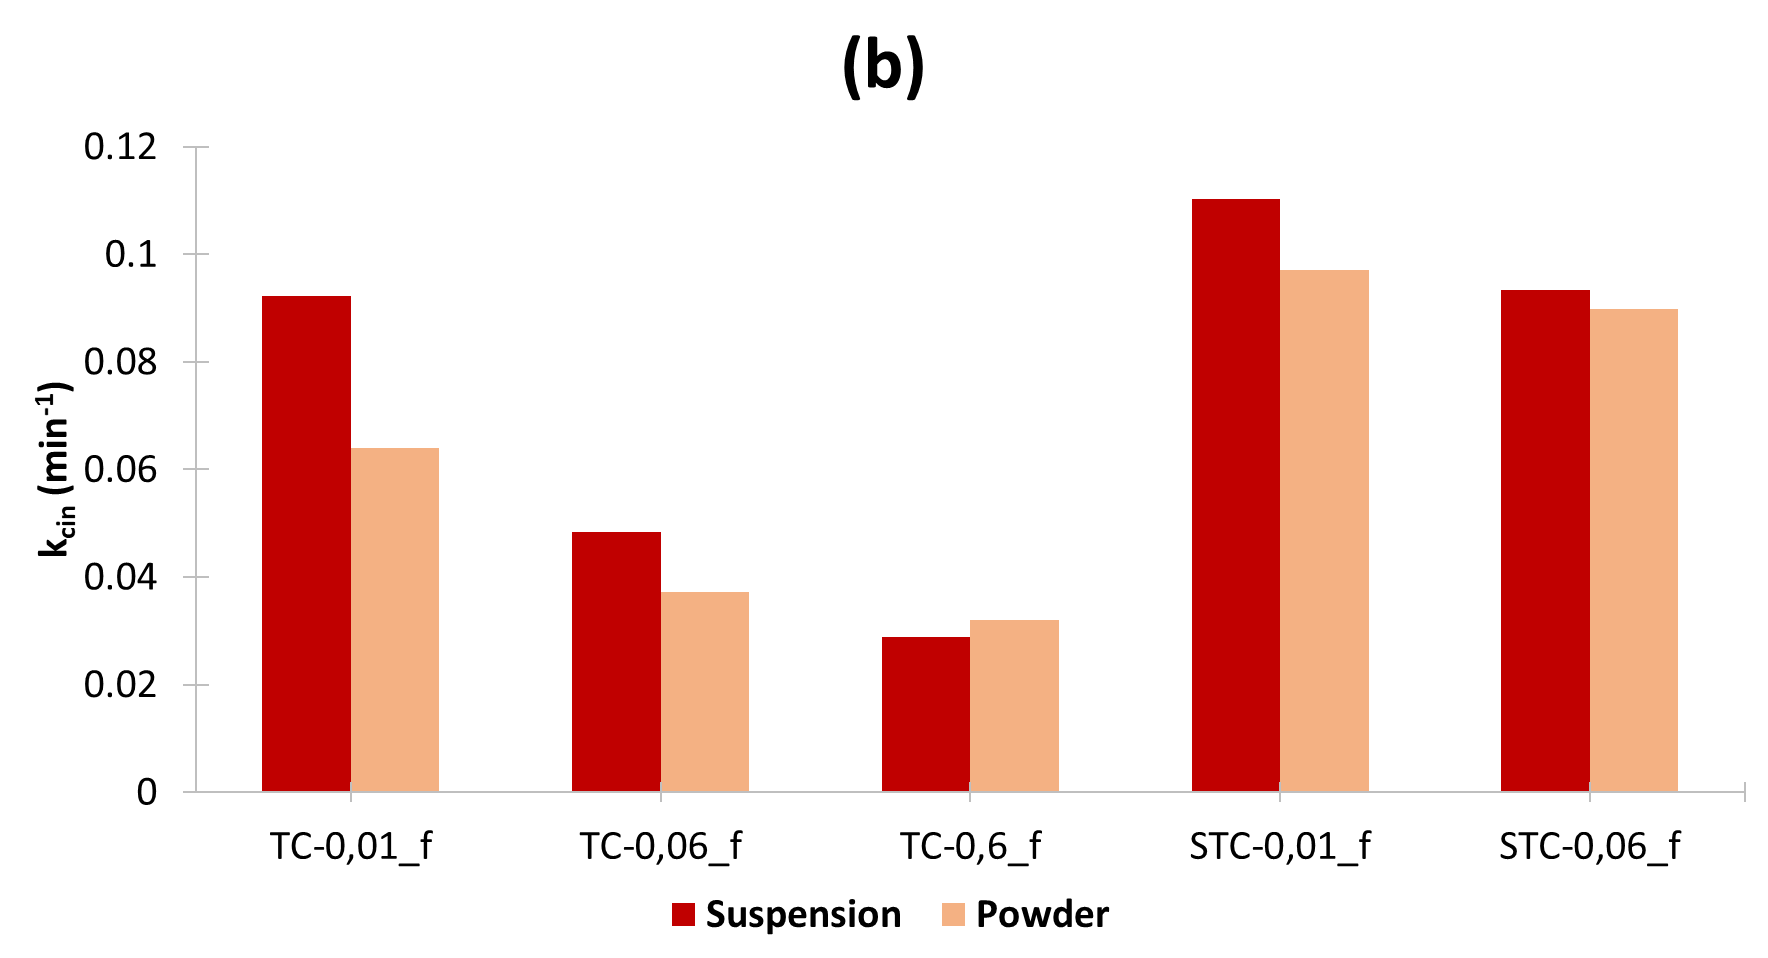 (b)
0.12
0.1
0.08
0.06
0.04
0.02
0
kcin (min-1)
TC-0,01_f TC-0,06_f TC-0,6_f STC-0,01_f STC-0,06_f
Suspension Powder